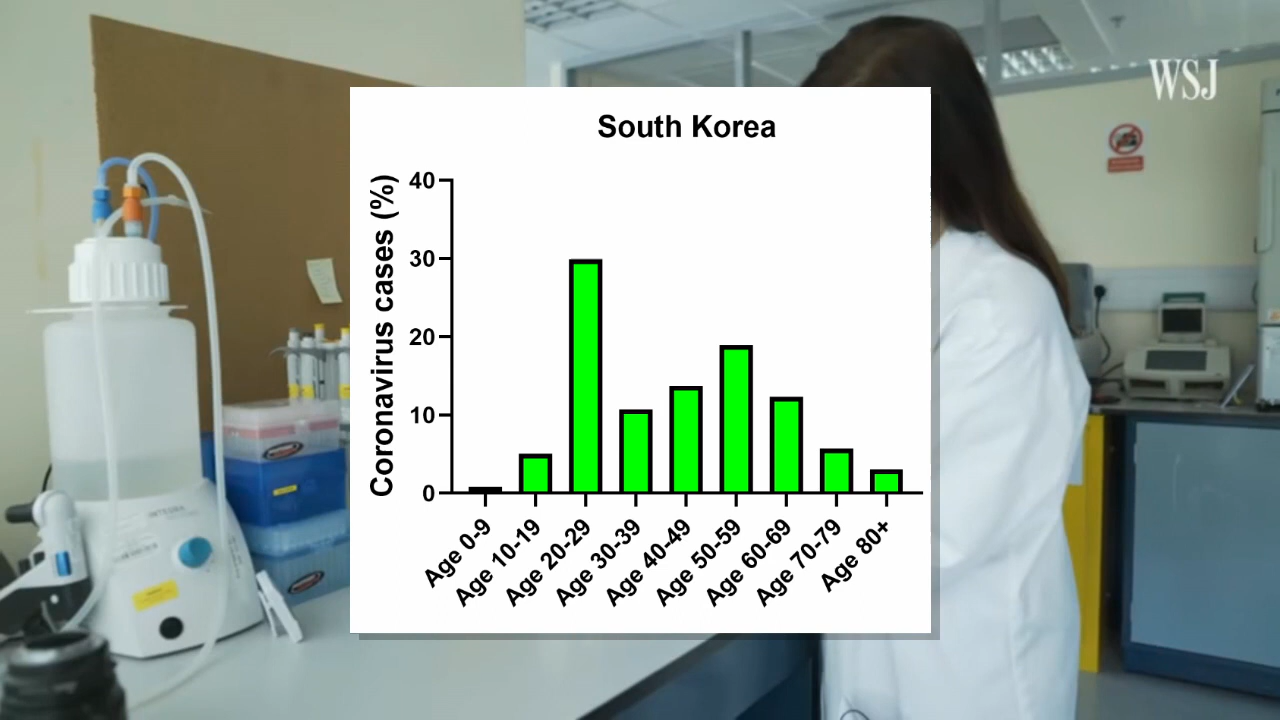 WSJ
South Korea
Coronavirus cases (%)
40
30
20
10
0
Age 0-9
Age 10-19
Age 20-29
Age 30-39
Age 40-49
Age 50-59
Age 60-69
Age 70-79
Age 80+